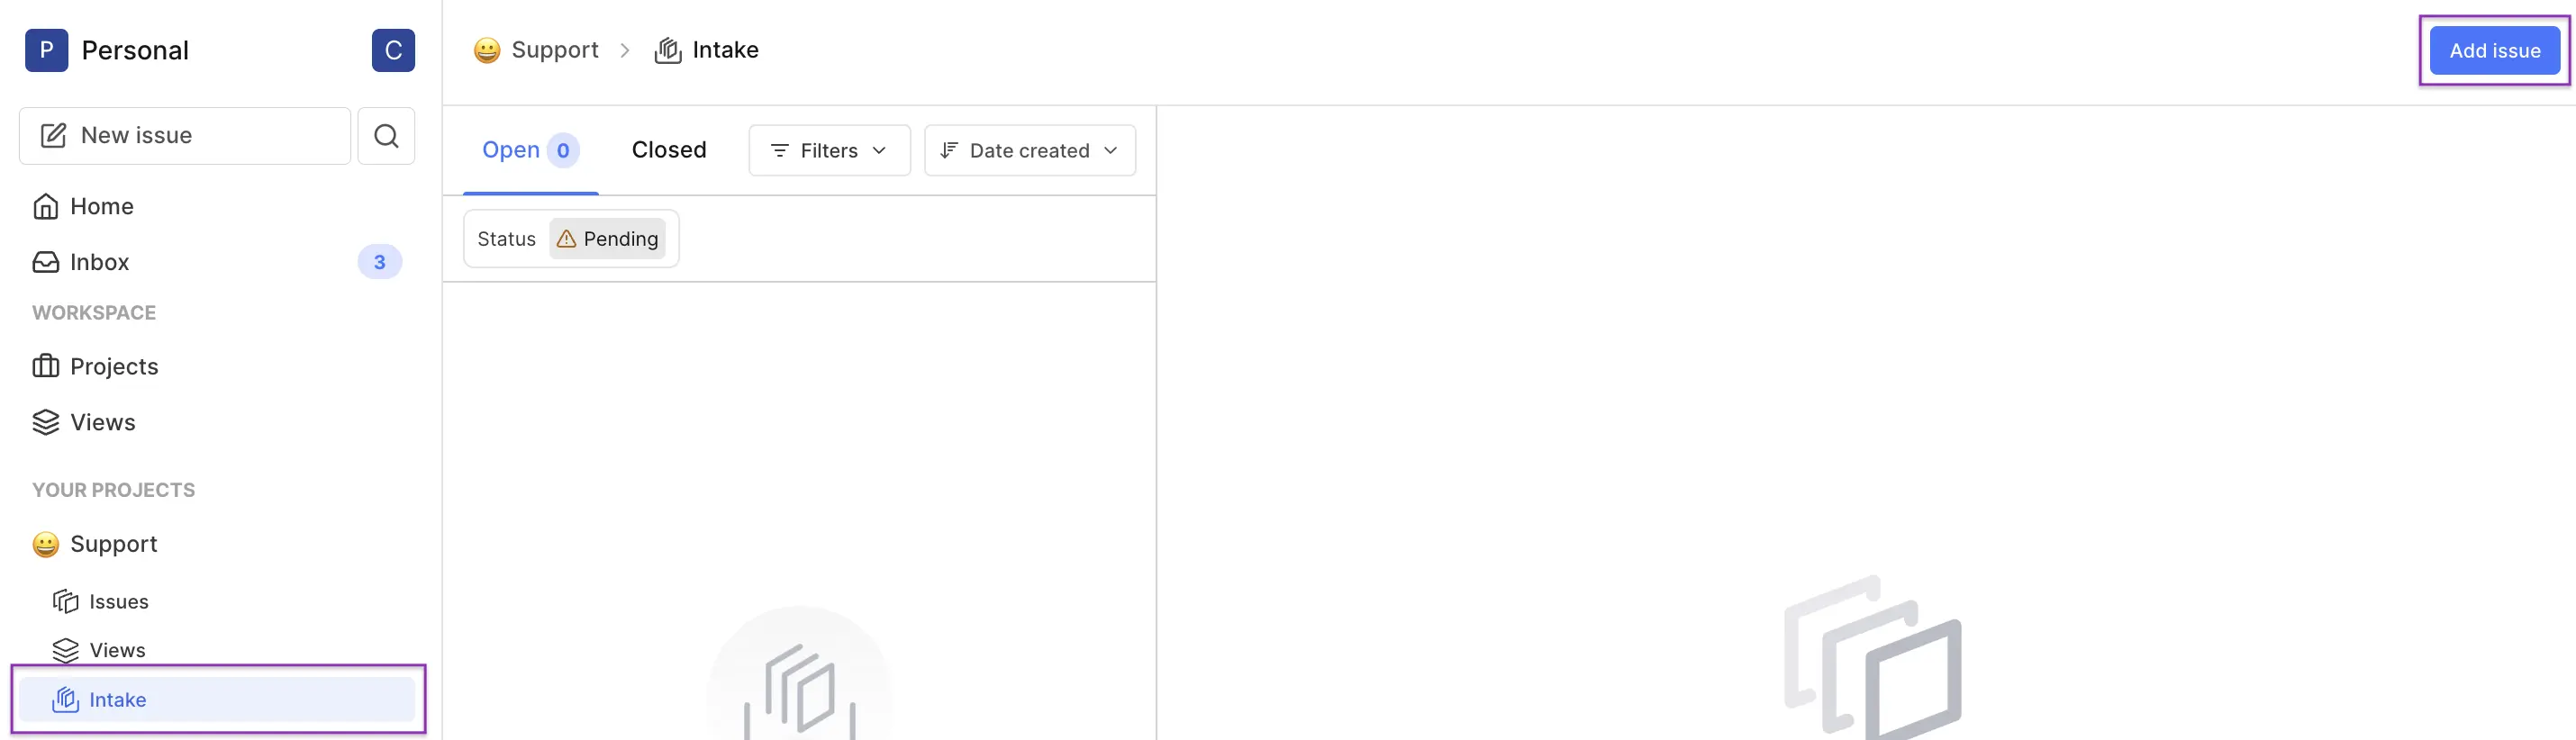 P Personal C
New issue
Home
Inbox 3
WORKSPACE
Projects
Views
YOUR PROJECTS
😀 Support
Issues
Views
Intake
😀 Support > Intake
Add issue
Open 0 Closed Filters Date created
Status Pending